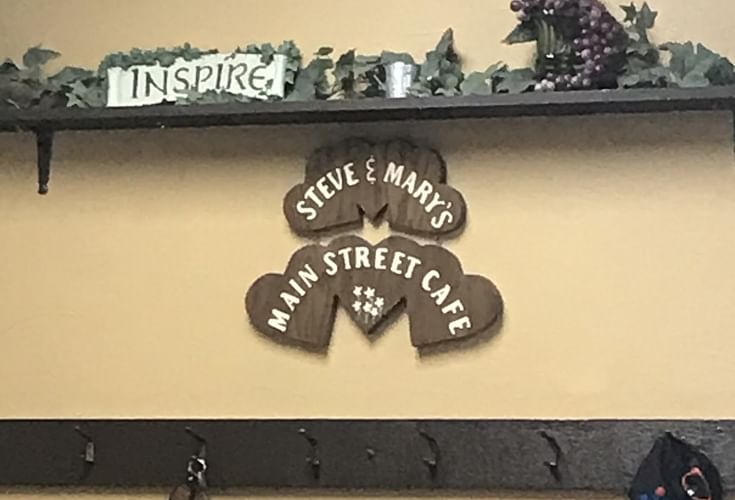 INSPIRE
STEVE & MARY'S
MAIN STREET CAFE